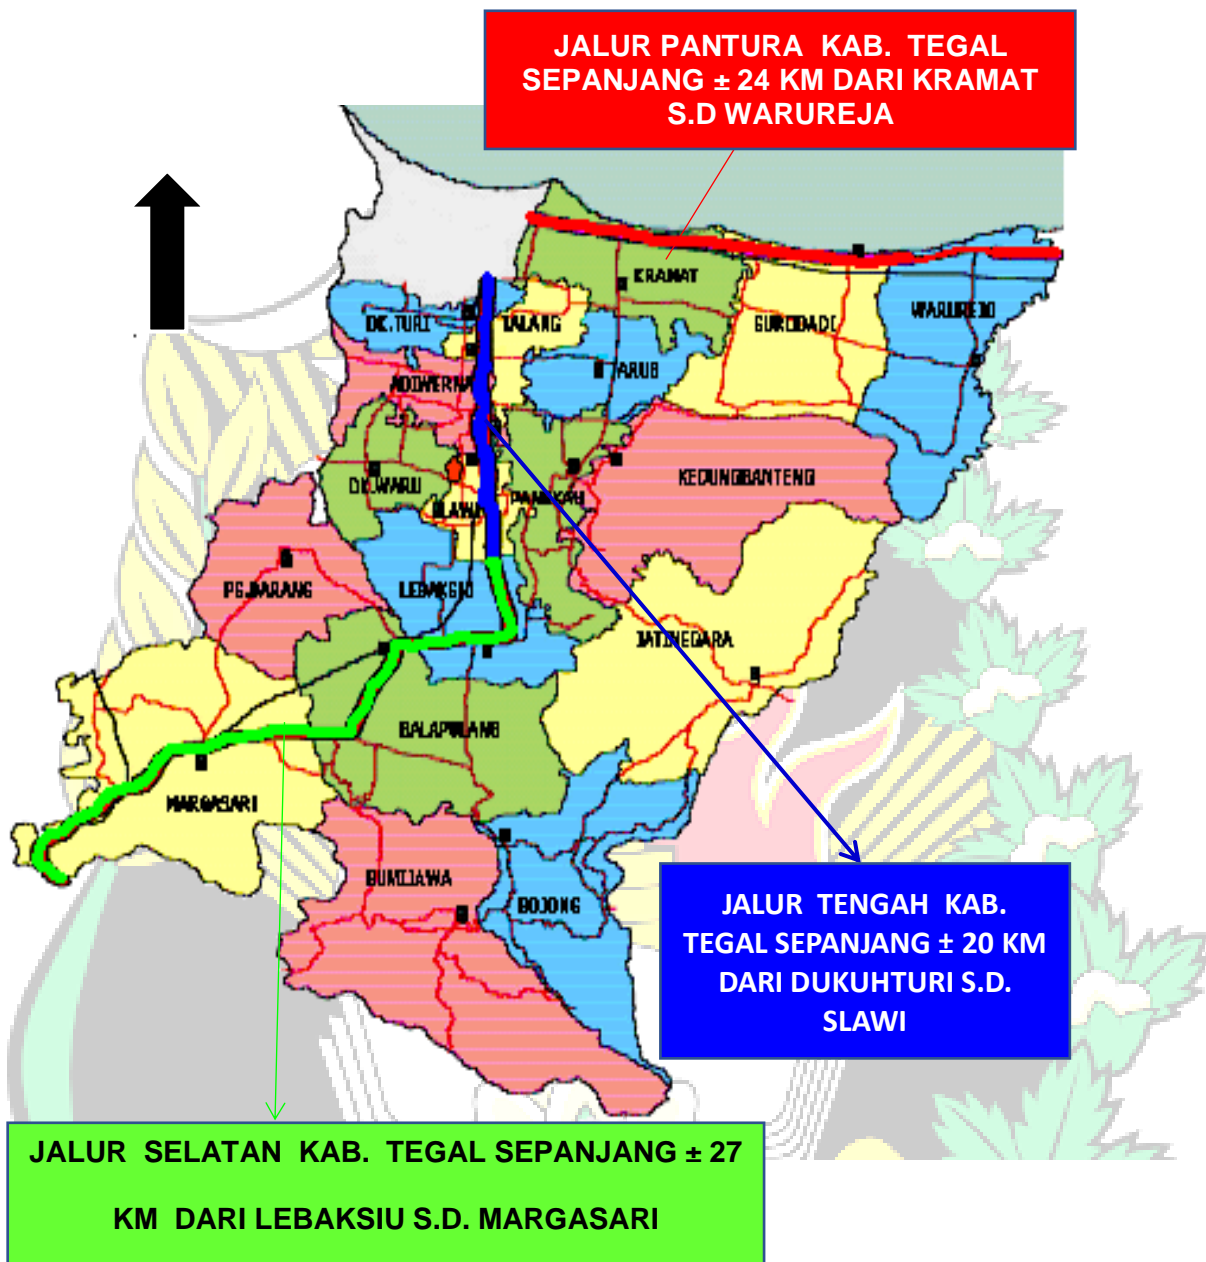 JALUR PANTURA KAB. TEGAL
SEPANJANG ± 24 KM DARI KRAMAT
S.D WARUREJA
KRAMAT
WARUREJO
DK.TURI
TALANG
SURODADI
TARUB
ADIWERNA
KEDUNGBANTENG
DK.WARU
PANGKAH
SLAWI
PG.BARANG
LEBAKSIU
JATINEGARA
BALAPULANG
MARGASARI
BUMIJAWA
BOJONG
JALUR TENGAH KAB.
TEGAL SEPANJANG ± 20 KM
DARI DUKUHTURI S.D.
SLAWI
JALUR SELATAN KAB. TEGAL SEPANJANG ± 27
KM DARI LEBAKSIU S.D. MARGASARI